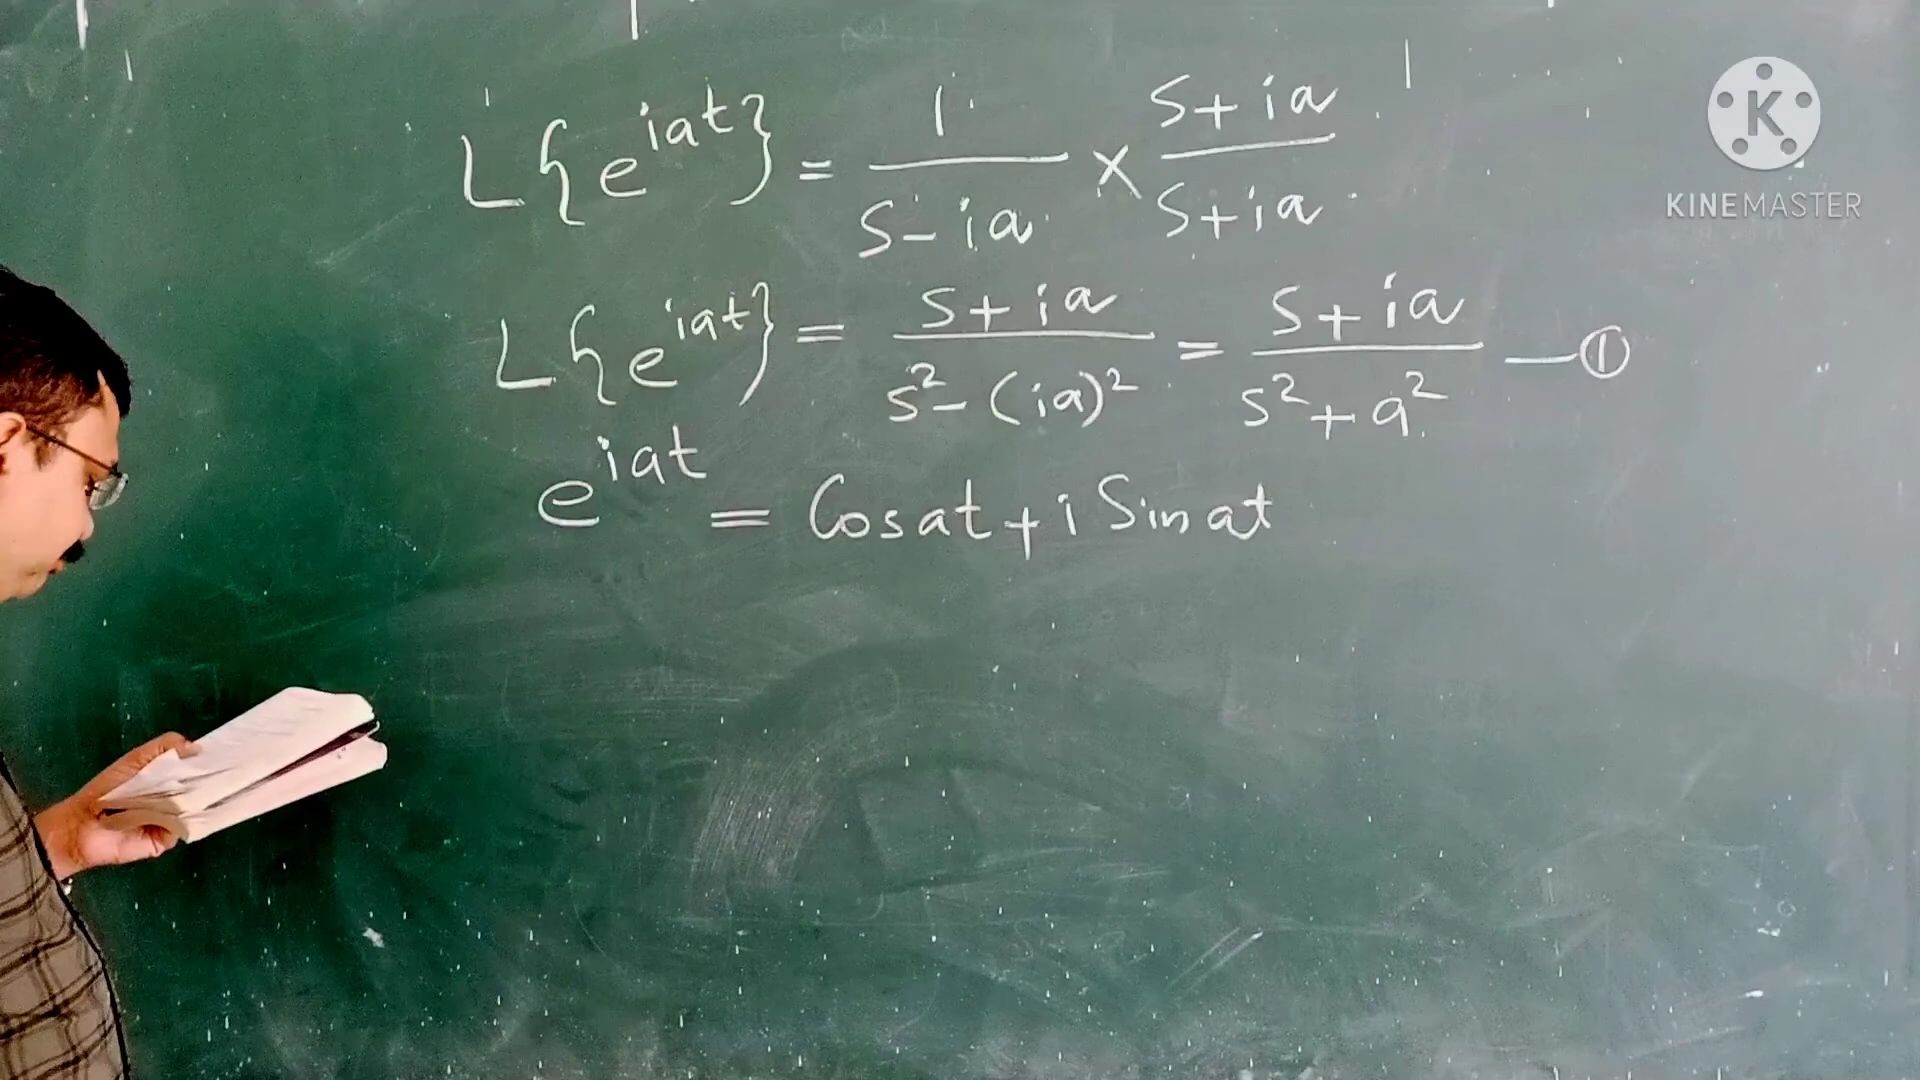 L{e^{iat}} = 1/(s-ia) × (s+ia)/(s+ia)
K
KINEMASTER
L{e^{iat}} = (s+ia)/(s²-(ia)²) = (s+ia)/(s²+a²) —①
e^{iat} = Cosat+i Sinat